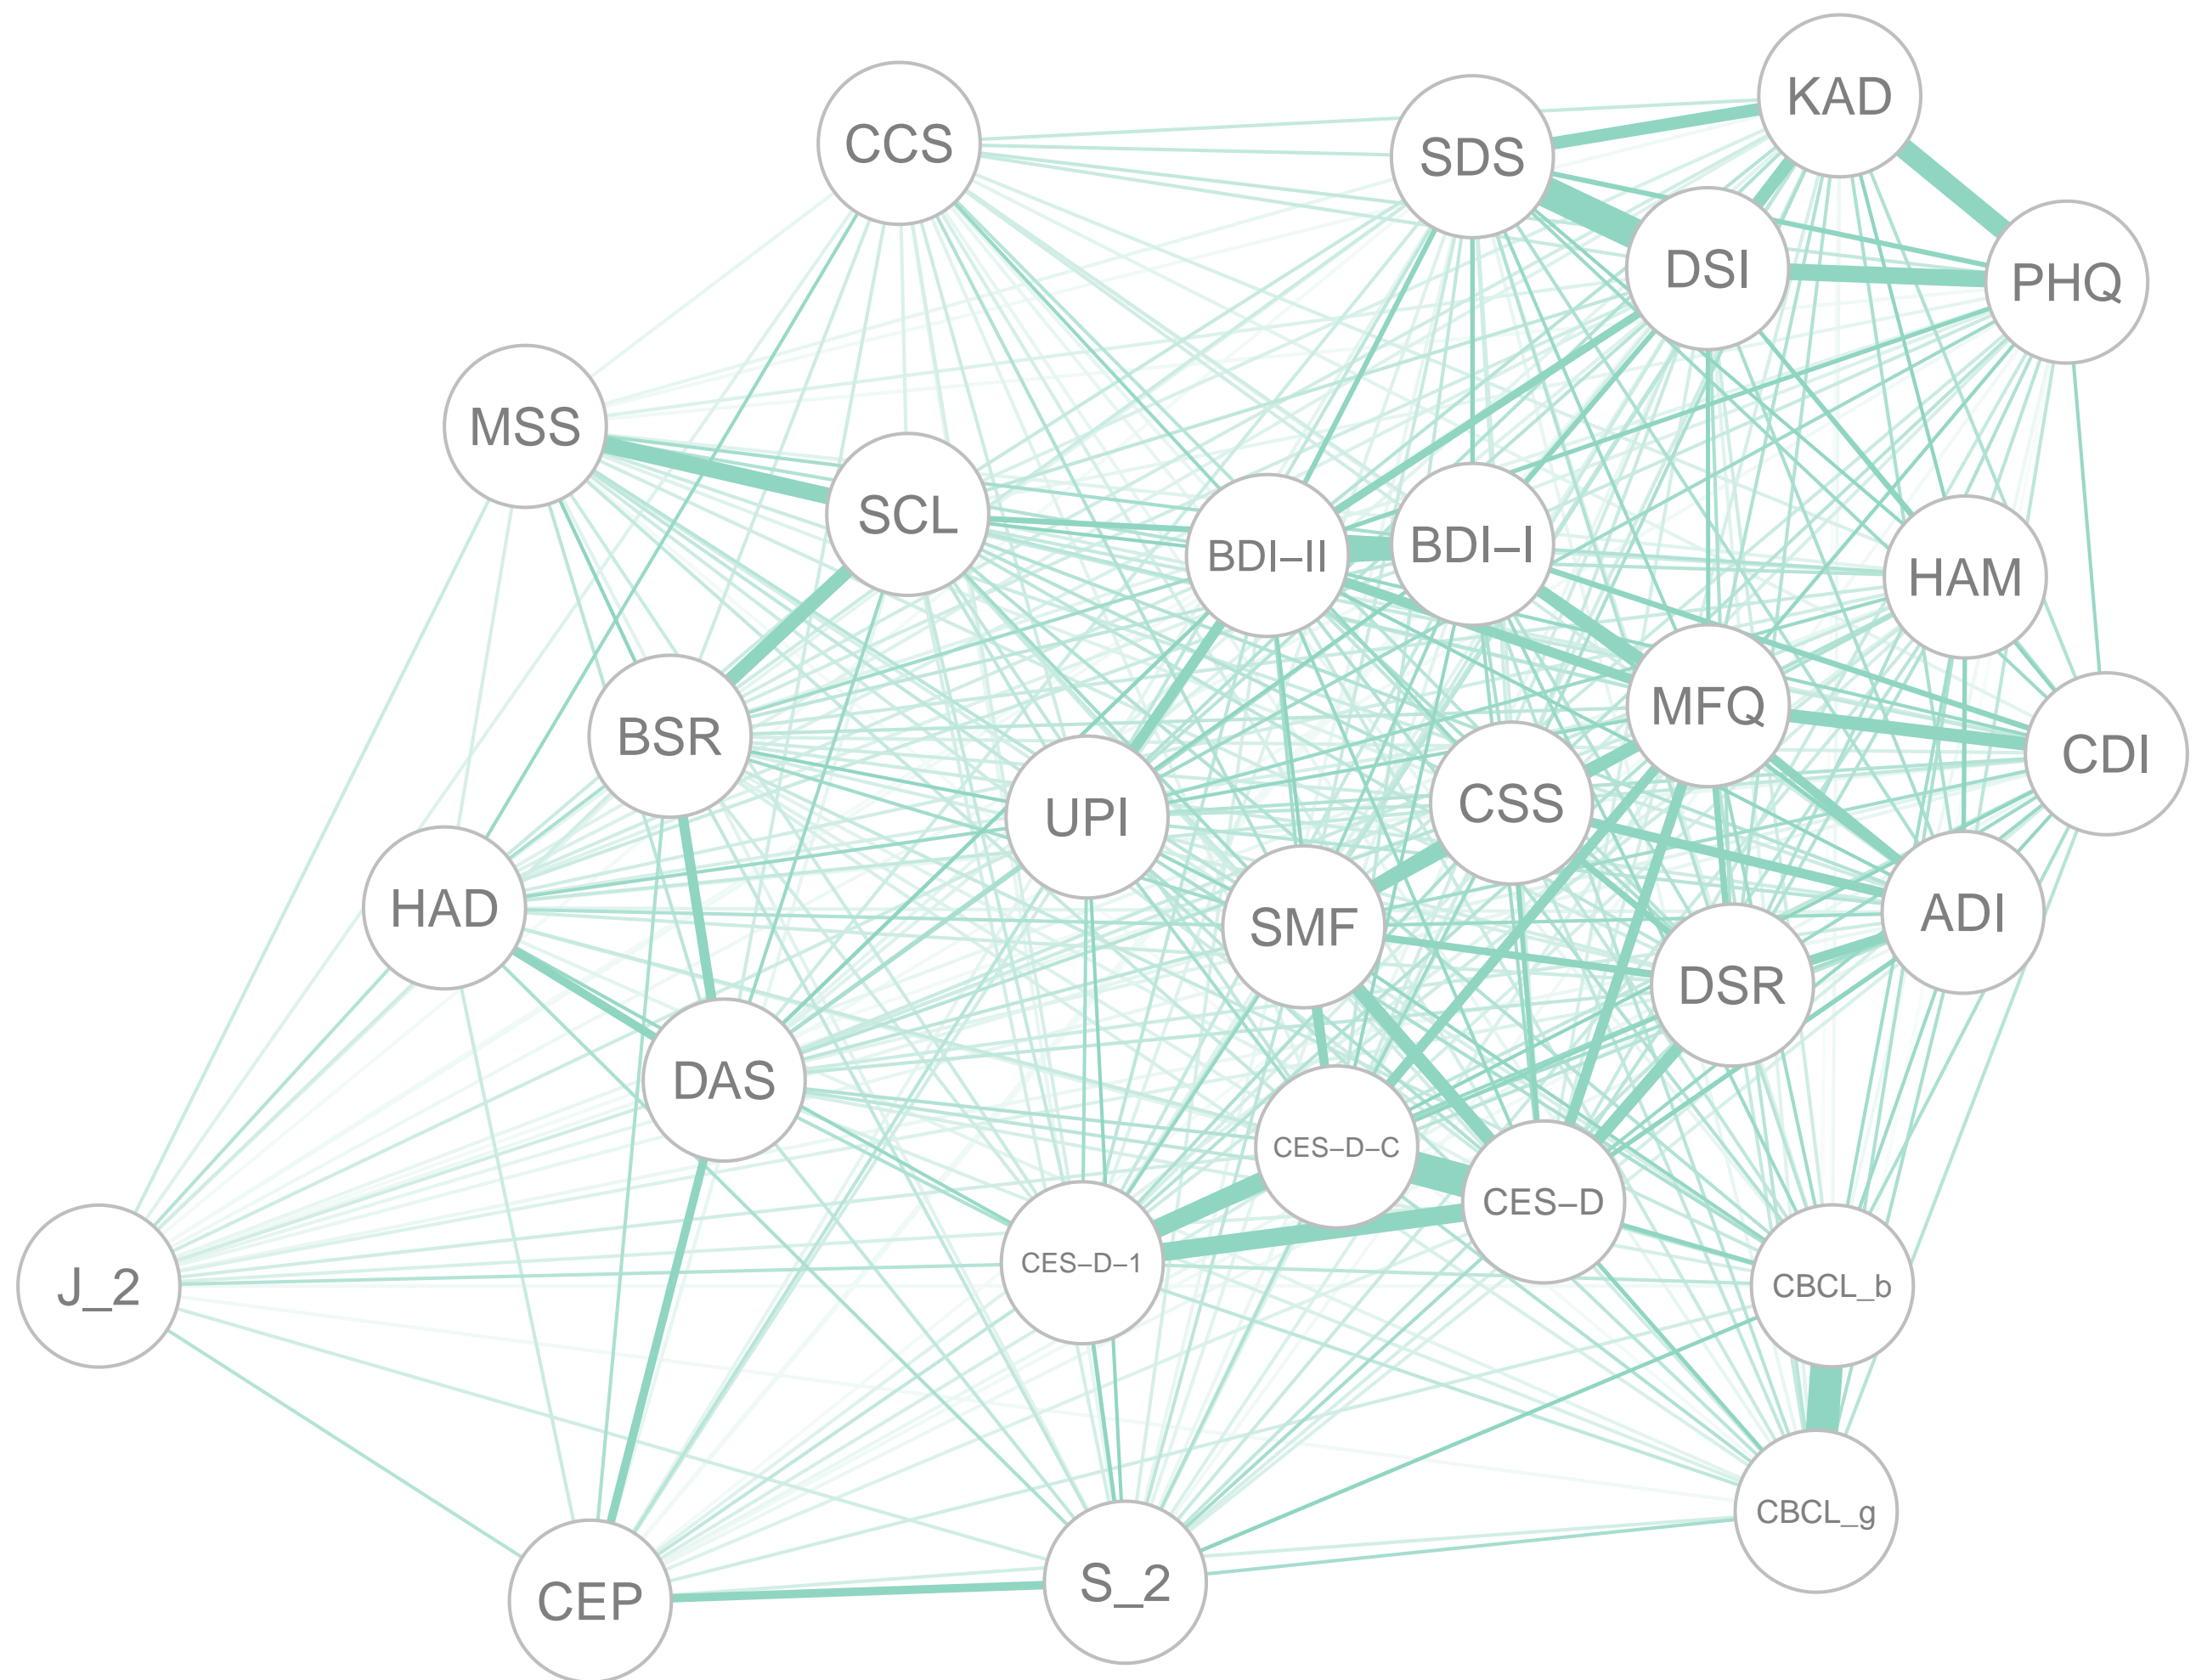 KAD
CCS
SDS
DSI
PHQ
MSS
SCL
BDI–II
BDI–I
HAM
MFQ
BSR
CDI
CSS
UPI
HAD
SMF
ADI
DSR
DAS
CES–D–C
CES–D
CES–D–1
J_2
CBCL_b
CBCL_g
S_2
CEP